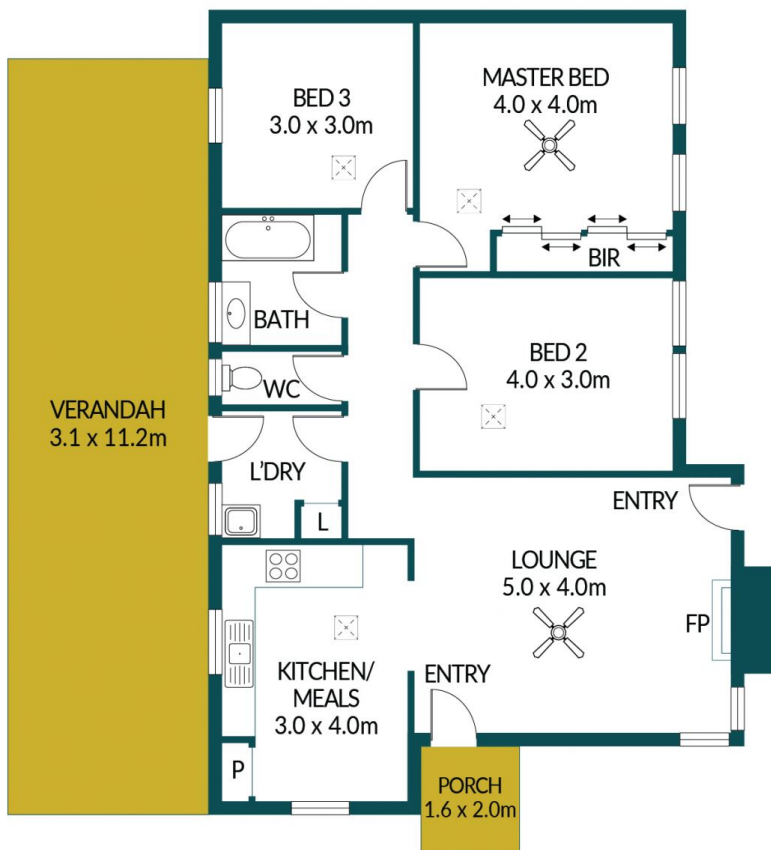 BED 3
3.0 x 3.0m
MASTER BED
4.0 x 4.0m
BIR
BATH
BED 2
4.0 x 3.0m
WC
VERANDAH
3.1 x 11.2m
L'DRY
L
ENTRY
LOUNGE
5.0 x 4.0m
FP
KITCHEN/
MEALS
3.0 x 4.0m
ENTRY
P
PORCH
1.6 x 2.0m